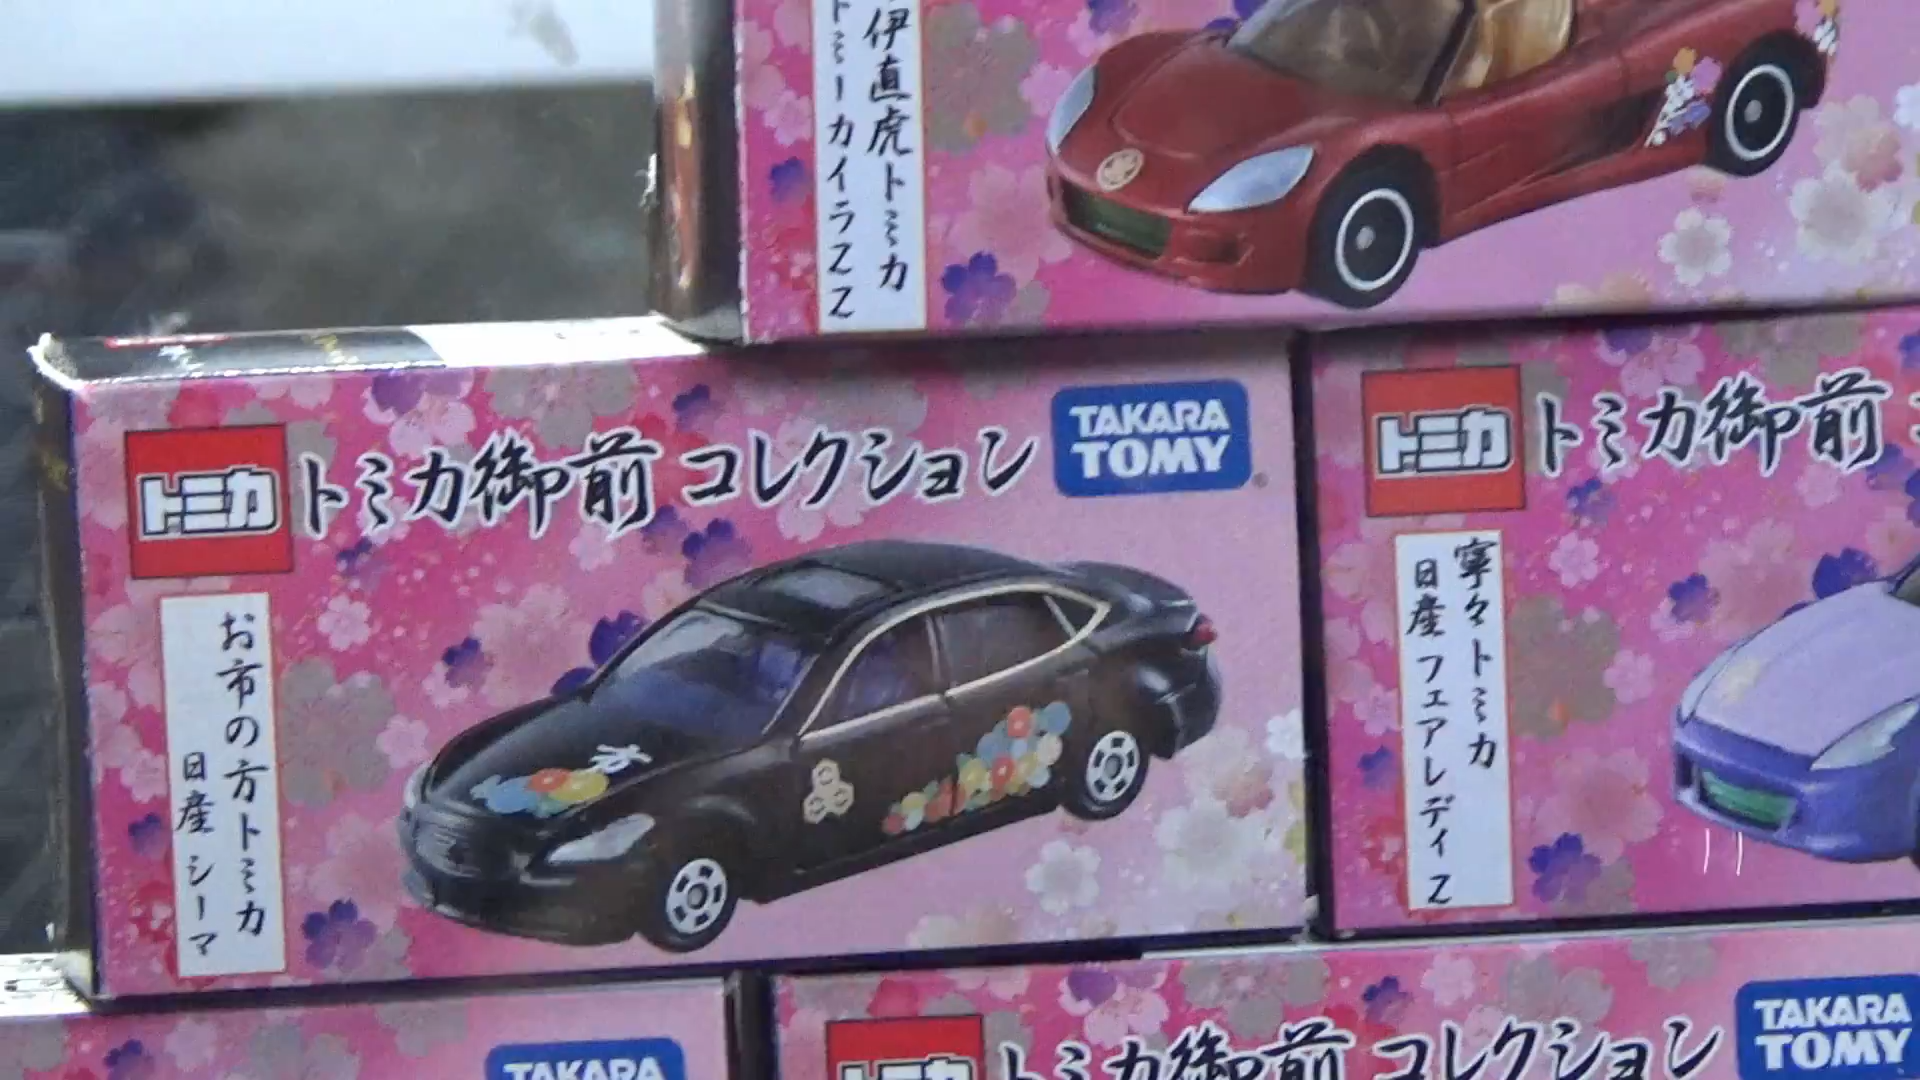 伊直虎トミカ
トミーカイラZZ
トミカ
トミカ御前 コレクション
TAKARA
TOMY
お市の方トミカ
日産 シーマ
トミカ
トミカ御前
寧々トミカ
日産 フェアレディ Z
TAKARA
トミカ
トミカ御前 コレクション
TAKARA
TOMY